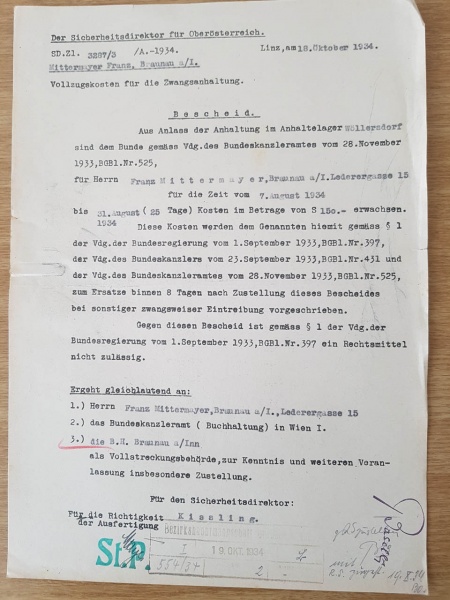 Der Sicherheitsdirektor für Oberösterreich.
SD.Zl. 3287/3 /A.-1934. Linz, am 18. Oktober 1934.
Mittermayer Franz, Braunau a/I.
Vollzugskosten für die Zwangsanhaltung.
Bescheid.
Aus Anlass der Anhaltung im Anhaltelager Wöllersdorf
sind dem Bunde gemäss Vdg.des Bundeskanzleramtes vom 28.November
1933,BGBl.Nr.525,
für Herrn Franz Mittermayer, Braunau a/I. Lederergasse 15
für die Zeit vom 7.august 1934
bis 31.august (25 Tage) Kosten im Betrage von S 150.- erwachsen.
1934
Diese Kosten werden dem Genannten hiemit gemäss § 1
der Vdg.der Bundesregierung vom 1.September 1933,BGBl.Nr.397,
der Vdg.des Bundeskanzlers vom 23.September 1933,BGBl.Nr.431 und
der Vdg.des Bundeskanzleramtes vom 28.November 1933,BGBl.Nr.525,
zum Ersatze binnen 8 Tagen nach Zustellung dieses Bescheides
bei sonstiger zwangsweiser Eintreibung vorgeschrieben.
Gegen diesen Bescheid ist gemäss § 1 der Vdg.der
Bundesregierung vom 1.September 1933,BGBl.Nr.397 ein Rechtsmittel
nicht zulässig.
Ergeht gleichlautend an:
1.) Herrn Franz Mittermayer, Braunau a/I., Lederergasse 15
2.) das Bundeskanzleramt ( Buchhaltung) in Wien I.
3.) die B.H. Braunau a/Inn
als Vollstreckungsbehörde,zur Kenntnis und weiteren Veran-
lassung insbesondere Zustellung.
Für den Sicherheitsdirektor:
Für die Richtigkeit Kissling.
der Ausfertigung
StP.
I 19. OKT. 1934
554/34 2